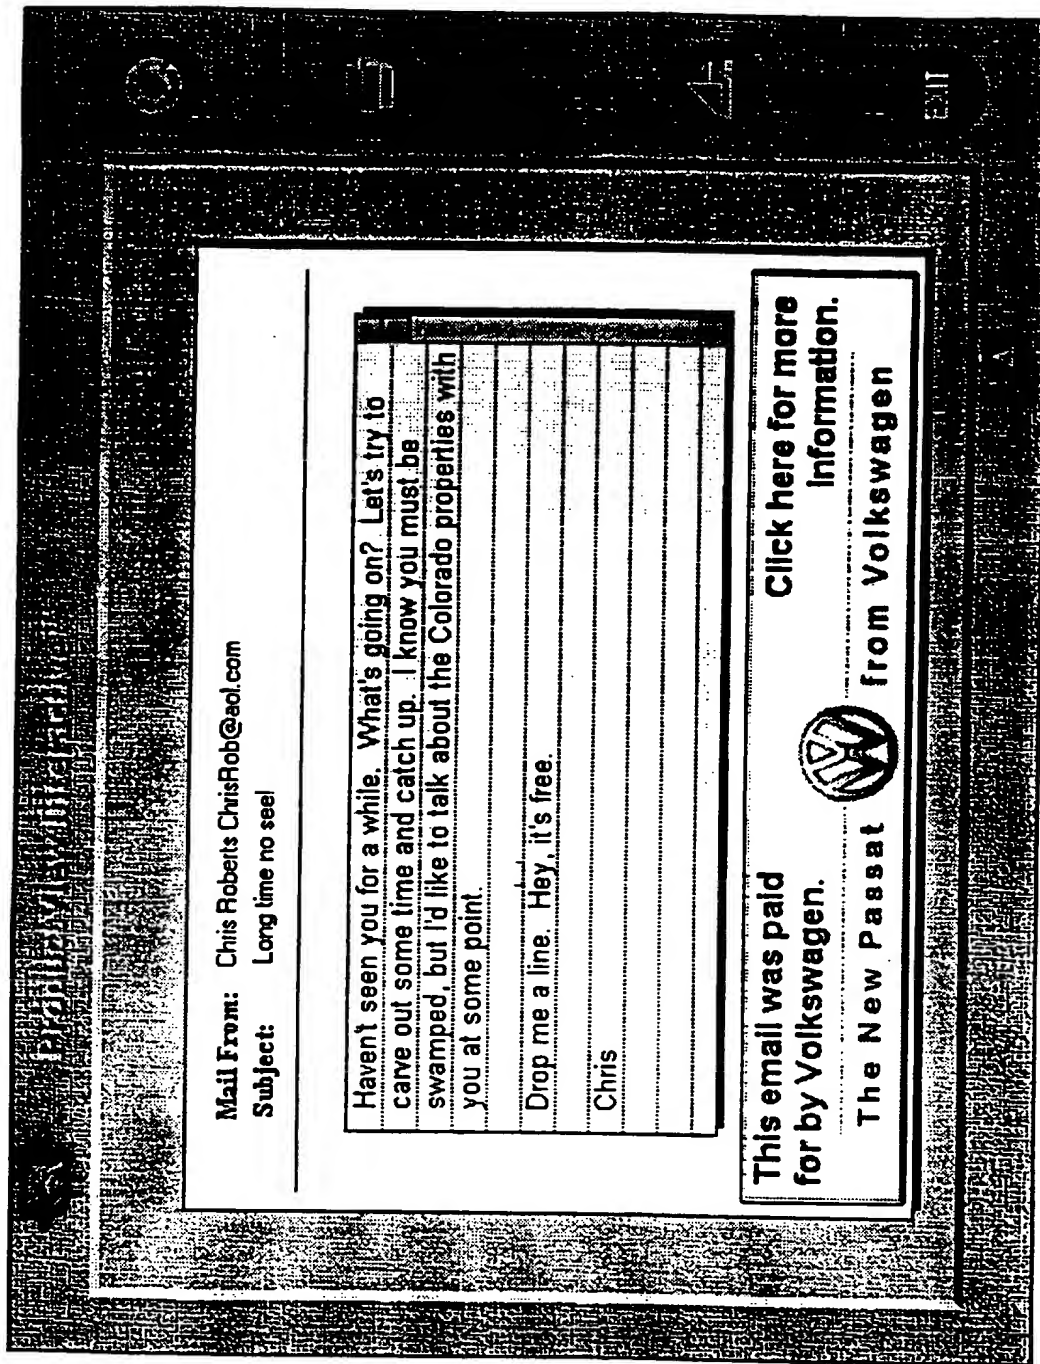 ProfileView Interactive
Mail From: Chris Roberts ChrisRob@aol.com
Subject: Long time no see!
Haven't seen you for a while. What's going on? Let's try to
carve out some time and catch up. I know you must be
swamped, but I'd like to talk about the Colorado properties with
you at some point.
Drop me a line. Hey, it's free.
Chris
This email was paid
for by Volkswagen.
Click here for more
Information.
The New Passat from Volkswagen
EXIT